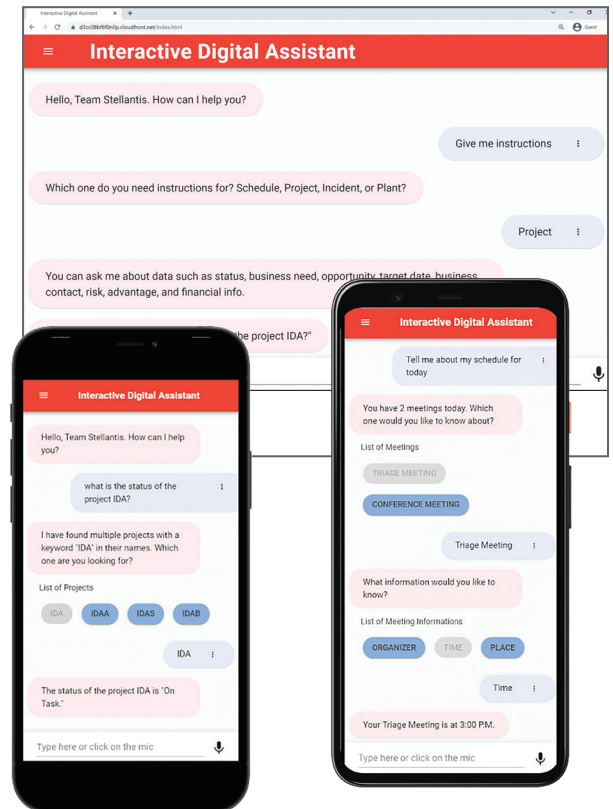 Interactive Digital Assistant
Guest
Interactive Digital Assistant
Hello, Team Stellantis. How can I help you?
Give me instructions
Which one do you need instructions for? Schedule, Project, Incident, or Plant?
Project
You can ask me about data such as status, business need, opportunity, target date, business
contact, risk, advantage, and financial info.
the project IDA?"
Interactive Digital Assistant
Hello, Team Stellantis. How can I help
you?
what is the status of the
project IDA?
I have found multiple projects with a
keyword "IDA" in their names. Which
one are you looking for?
List of Projects
IDA IDAA IDAS IDAB
IDA
The status of the project IDA is "On
Task."
Type here or click on the mic
Interactive Digital Assistant
Tell me about my schedule for
today
You have 2 meetings today. Which
one would you like to know about?
List of Meetings
TRIAGE MEETING
CONFERENCE MEETING
Triage Meeting
What information would you like to
know?
List of Meeting Informations
ORGANIZER TIME PLACE
Time
Your Triage Meeting is at 3:00 P.M.
Type here or click on the mic